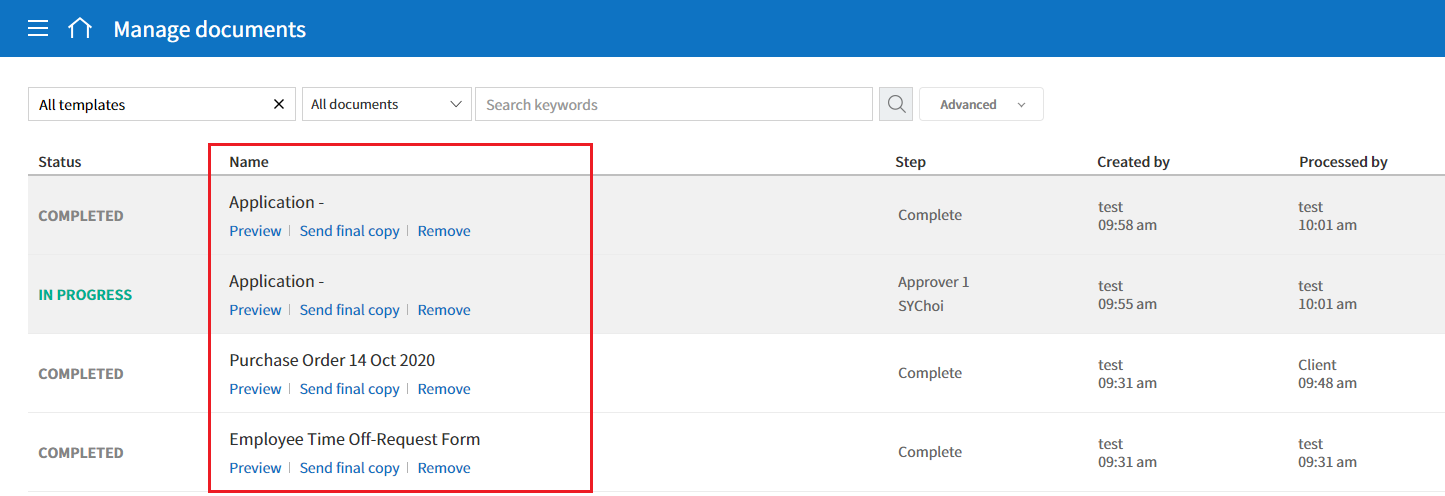 Manage documents
All templates
All documents
Search keywords
Advanced
Status Name Step Created by Processed by
COMPLETED
Application -
Preview Send final copy Remove
Complete
test
09:58 am
test
10:01 am
IN PROGRESS
Application -
Preview Send final copy Remove
Approver 1
SYChoi
test
09:55 am
test
10:01 am
COMPLETED
Purchase Order 14 Oct 2020
Preview Send final copy Remove
Complete
test
09:31 am
Client
09:48 am
COMPLETED
Employee Time Off-Request Form
Preview Send final copy Remove
Complete
test
09:31 am
test
09:31 am